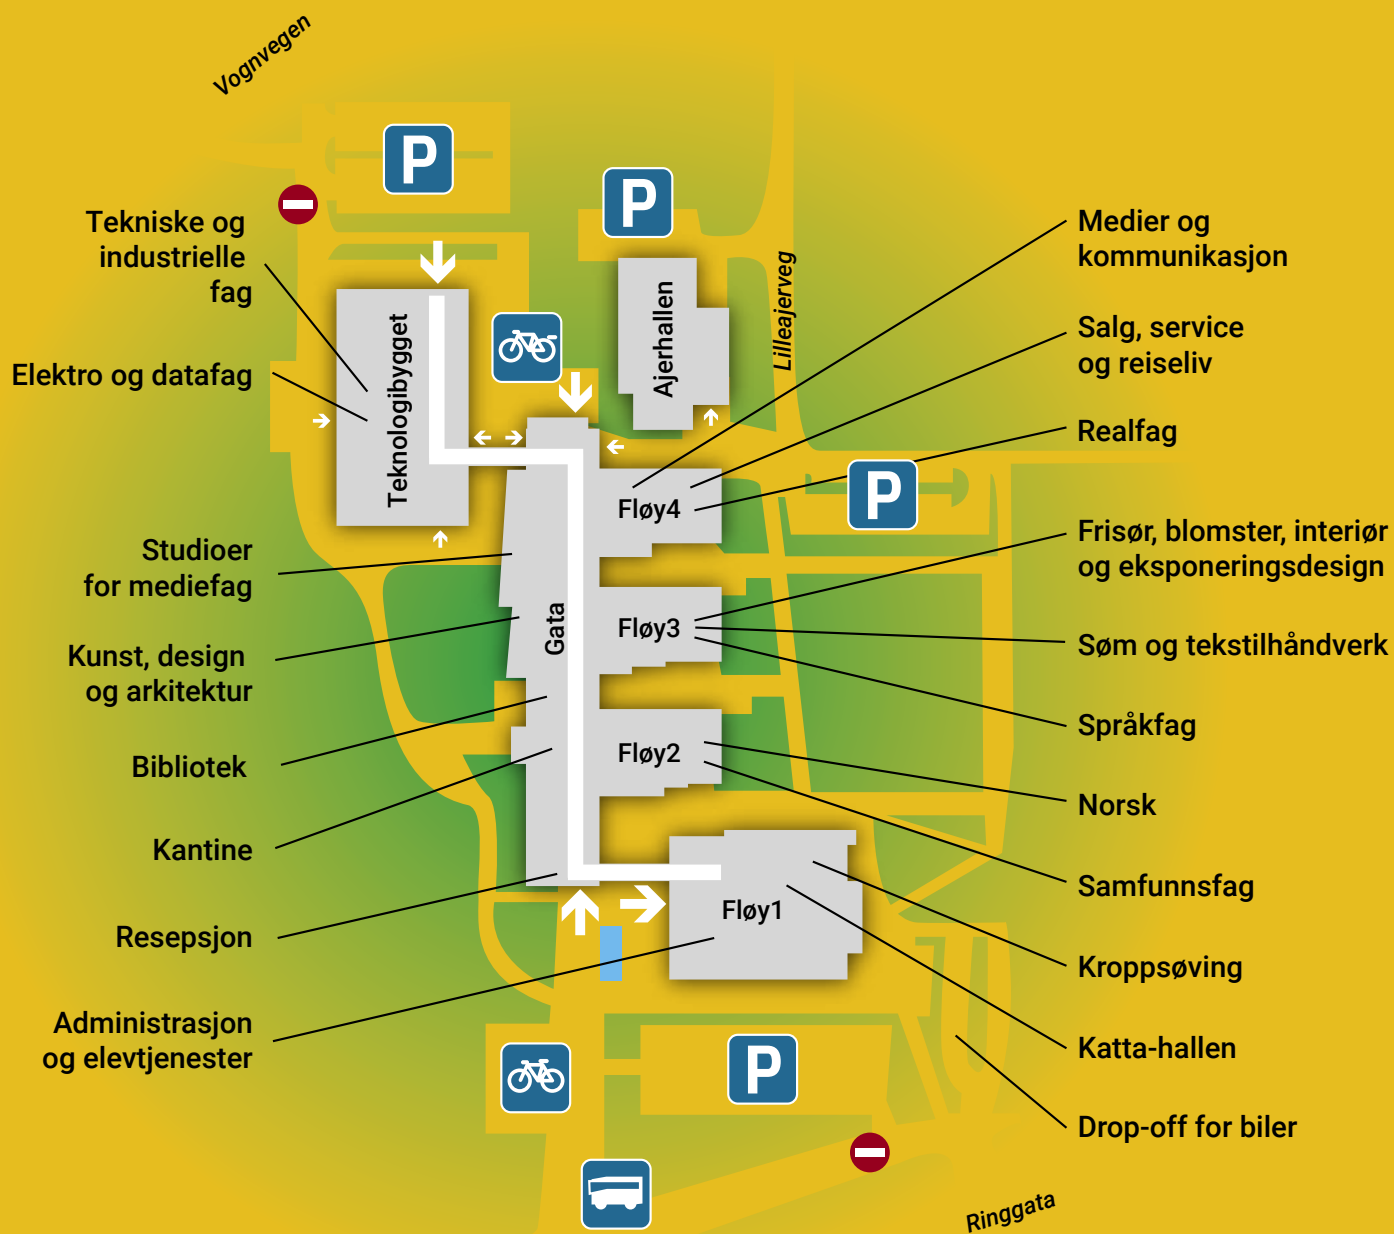 Vognvegen
P
P
Tekniske og
industrielle
fag
Elektro og datafag
Teknologibygget
Ajerhallen
Lilleajerveg
Medier og
kommunikasjon
Salg, service
og reiseliv
Realfag
P
Fløy4
Studioer
for mediefag
Frisør, blomster, interiør
og eksponeringsdesign
Gata
Fløy3
Kunst, design
og arkitektur
Søm og tekstilhåndverk
Språkfag
Bibliotek
Fløy2
Norsk
Kantine
Samfunnsfag
Fløy1
Resepsjon
Kroppsøving
Administrasjon
og elevtjenester
P
Katta-hallen
Drop-off for biler
Ringgata